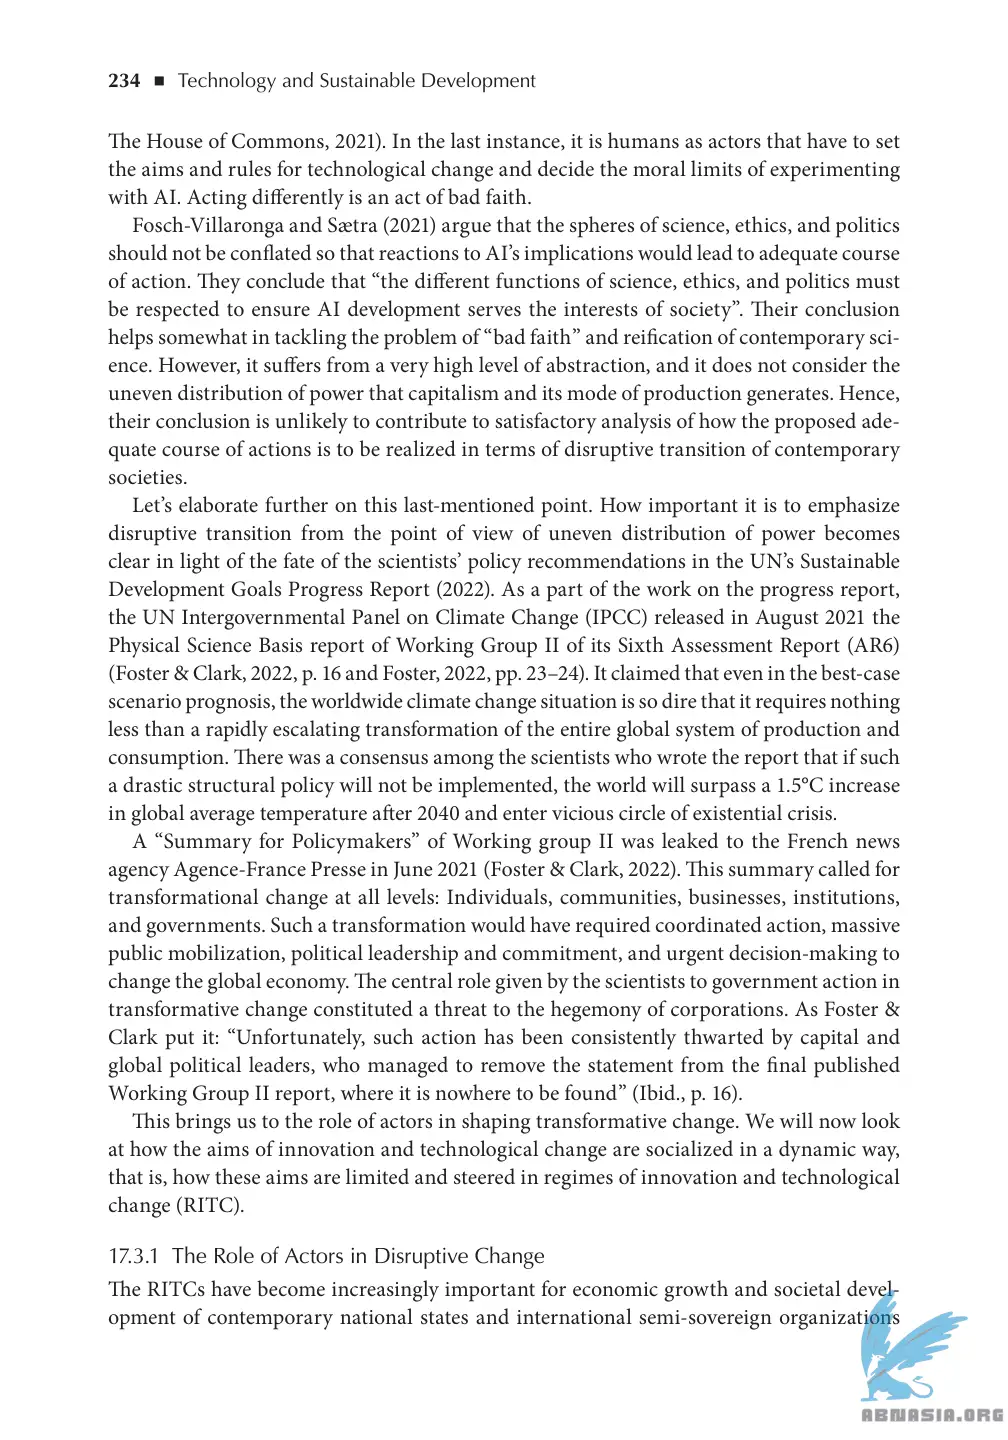 234 ■ Technology and Sustainable Development
The House of Commons, 2021). In the last instance, it is humans as actors that have to set
the aims and rules for technological change and decide the moral limits of experimenting
with AI. Acting differently is an act of bad faith.
Fosch-Villaronga and Sætra (2021) argue that the spheres of science, ethics, and politics
should not be conflated so that reactions to AI’s implications would lead to adequate course
of action. They conclude that “the different functions of science, ethics, and politics must
be respected to ensure AI development serves the interests of society”. Their conclusion
helps somewhat in tackling the problem of “bad faith” and reification of contemporary sci-
ence. However, it suffers from a very high level of abstraction, and it does not consider the
uneven distribution of power that capitalism and its mode of production generates. Hence,
their conclusion is unlikely to contribute to satisfactory analysis of how the proposed ade-
quate course of actions is to be realized in terms of disruptive transition of contemporary
societies.
Let’s elaborate further on this last-mentioned point. How important it is to emphasize
disruptive transition from the point of view of uneven distribution of power becomes
clear in light of the fate of the scientists’ policy recommendations in the UN’s Sustainable
Development Goals Progress Report (2022). As a part of the work on the progress report,
the UN Intergovernmental Panel on Climate Change (IPCC) released in August 2021 the
Physical Science Basis report of Working Group II of its Sixth Assessment Report (AR6)
(Foster & Clark, 2022, p. 16 and Foster, 2022, pp. 23–24). It claimed that even in the best-case
scenario prognosis, the worldwide climate change situation is so dire that it requires nothing
less than a rapidly escalating transformation of the entire global system of production and
consumption. There was a consensus among the scientists who wrote the report that if such
a drastic structural policy will not be implemented, the world will surpass a 1.5°C increase
in global average temperature after 2040 and enter vicious circle of existential crisis.
A “Summary for Policymakers” of Working group II was leaked to the French news
agency Agence-France Presse in June 2021 (Foster & Clark, 2022). This summary called for
transformational change at all levels: Individuals, communities, businesses, institutions,
and governments. Such a transformation would have required coordinated action, massive
public mobilization, political leadership and commitment, and urgent decision-making to
change the global economy. The central role given by the scientists to government action in
transformative change constituted a threat to the hegemony of corporations. As Foster &
Clark put it: “Unfortunately, such action has been consistently thwarted by capital and
global political leaders, who managed to remove the statement from the final published
Working Group II report, where it is nowhere to be found” (Ibid., p. 16).
This brings us to the role of actors in shaping transformative change. We will now look
at how the aims of innovation and technological change are socialized in a dynamic way,
that is, how these aims are limited and steered in regimes of innovation and technological
change (RITC).
17.3.1 The Role of Actors in Disruptive Change
The RITCs have become increasingly important for economic growth and societal devel-
opment of contemporary national states and international semi-sovereign organizations
ABNASIA.ORG